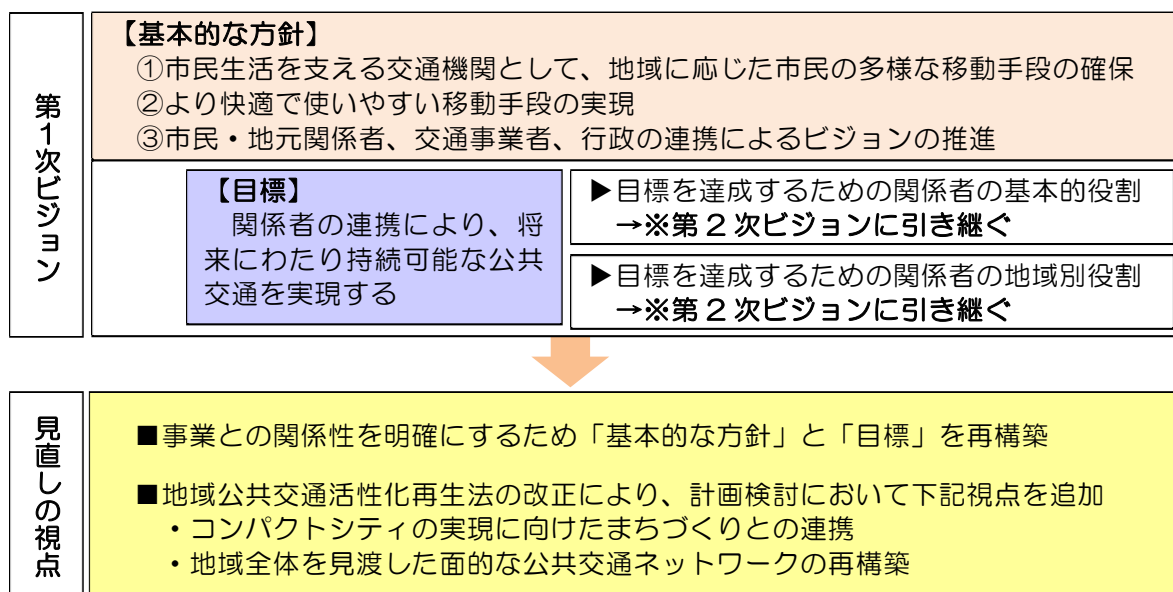 第１次ビジョン
【基本的な方針】
①市民生活を支える交通機関として、地域に応じた市民の多様な移動手段の確保
②より快適で使いやすい移動手段の実現
③市民・地元関係者、交通事業者、行政の連携によるビジョンの推進
【目標】
関係者の連携により、将
来にわたり持続可能な公共
交通を実現する
▶目標を達成するための関係者の基本的役割
→※第２次ビジョンに引き継ぐ
▶目標を達成するための関係者の地域別役割
→※第２次ビジョンに引き継ぐ
見直しの視点
■事業との関係性を明確にするため「基本的な方針」と「目標」を再構築
■地域公共交通活性化再生法の改正により、計画検討において下記視点を追加
・コンパクトシティの実現に向けたまちづくりとの連携
・地域全体を見渡した面的な公共交通ネットワークの再構築